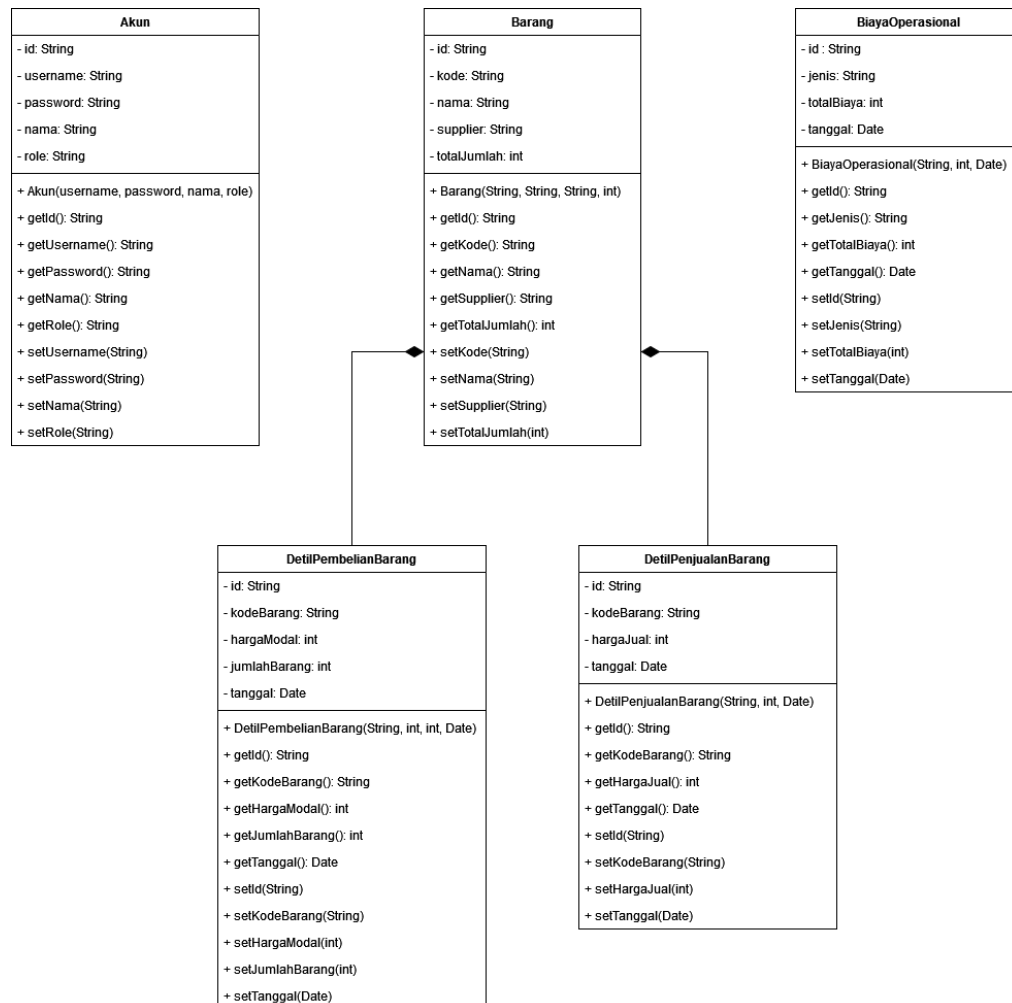 Akun
- id: String
- username: String
- password: String
- nama: String
- role: String
+ Akun(username, password, nama, role)
+ getId(): String
+ getUsername(): String
+ getPassword(): String
+ getNama(): String
+ getRole(): String
+ setUsername(String)
+ setPassword(String)
+ setNama(String)
+ setRole(String)
Barang
- id: String
- kode: String
- nama: String
- supplier: String
- totalJumlah: int
+ Barang(String, String, String, int)
+ getId(): String
+ getKode(): String
+ getNama(): String
+ getSupplier(): String
+ getTotalJumlah(): int
+ setKode(String)
+ setNama(String)
+ setSupplier(String)
+ setTotalJumlah(int)
BiayaOperasional
- id : String
- jenis: String
- totalBiaya: int
- tanggal: Date
+ BiayaOperasional(String, int, Date)
+ getId(): String
+ getJenis(): String
+ getTotalBiaya(): int
+ getTanggal(): Date
+ setId(String)
+ setJenis(String)
+ setTotalBiaya(int)
+ setTanggal(Date)
DetilPembelianBarang
- id: String
- kodeBarang: String
- hargaModal: int
- jumlahBarang: int
- tanggal: Date
+ DetilPembelianBarang(String, int, int, Date)
+ getId(): String
+ getKodeBarang(): String
+ getHargaModal(): int
+ getJumlahBarang(): int
+ getTanggal(): Date
+ setId(String)
+ setKodeBarang(String)
+ setHargaModal(int)
+ setJumlahBarang(int)
+ setTanggal(Date)
DetilPenjualanBarang
- id: String
- kodeBarang: String
- hargaJual: int
- tanggal: Date
+ DetilPenjualanBarang(String, int, Date)
+ getId(): String
+ getKodeBarang(): String
+ getHargaJual(): int
+ getTanggal(): Date
+ setId(String)
+ setKodeBarang(String)
+ setHargaJual(int)
+ setTanggal(Date)